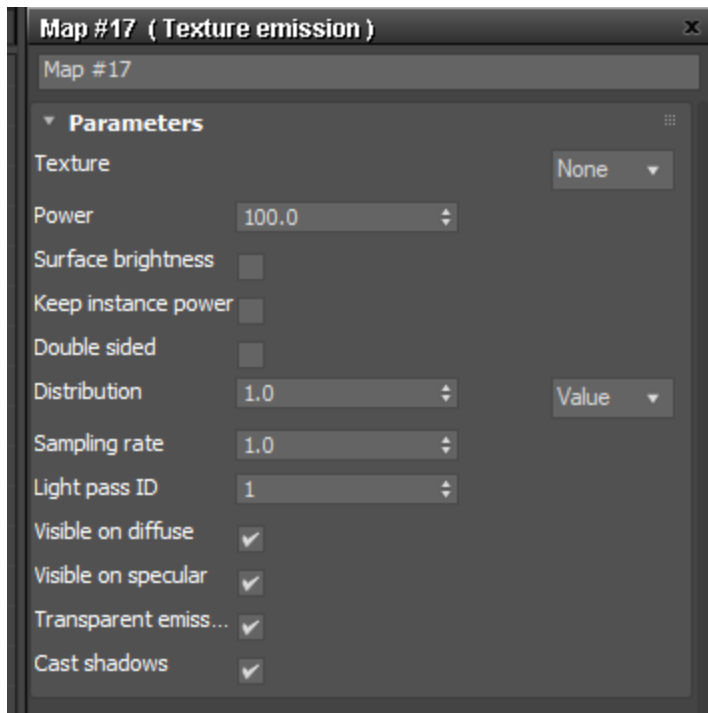 Map #17 ( Texture emission )
Map #17
Parameters
Texture None
Power 100.0
Surface brightness
Keep instance power
Double sided
Distribution 1.0 Value
Sampling rate 1.0
Light pass ID 1
Visible on diffuse
Visible on specular
Transparent emiss...
Cast shadows